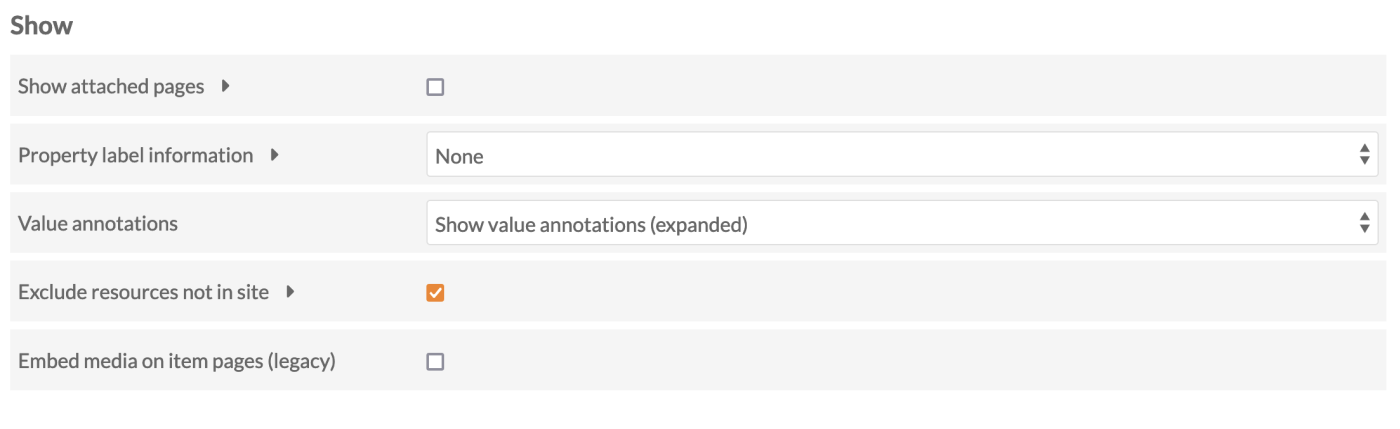 Show
Show attached pages
Property label information
None
Value annotations
Show value annotations (expanded)
Exclude resources not in site
Embed media on item pages (legacy)